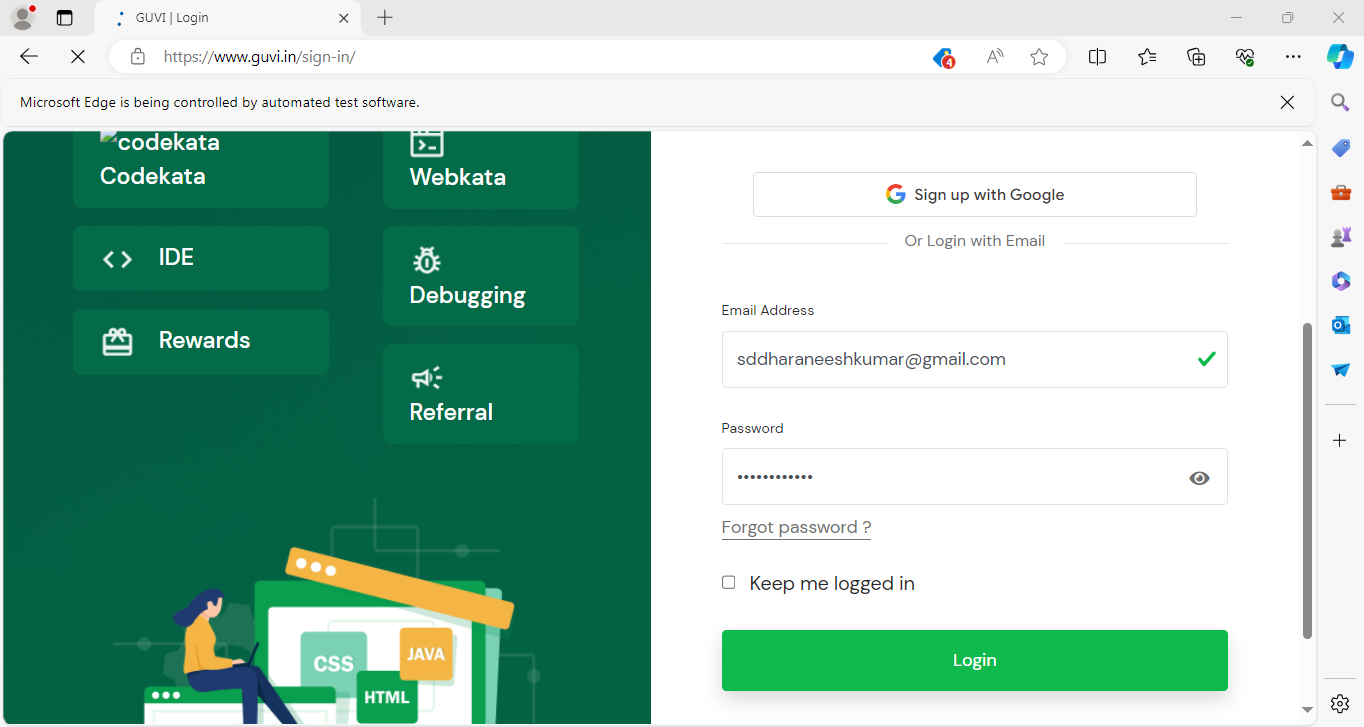 GUVI | Login
https://www.guvi.in/sign-in/
4
Microsoft Edge is being controlled by automated test software.
codekata
Codekata
Webkata
IDE
Debugging
Rewards
Referral
CSS
JAVA
HTML
Sign up with Google
Or Login with Email
Email Address
sddharaneeshkumar@gmail.com
Password
••••••••••••
Forgot password ?
Keep me logged in
Login